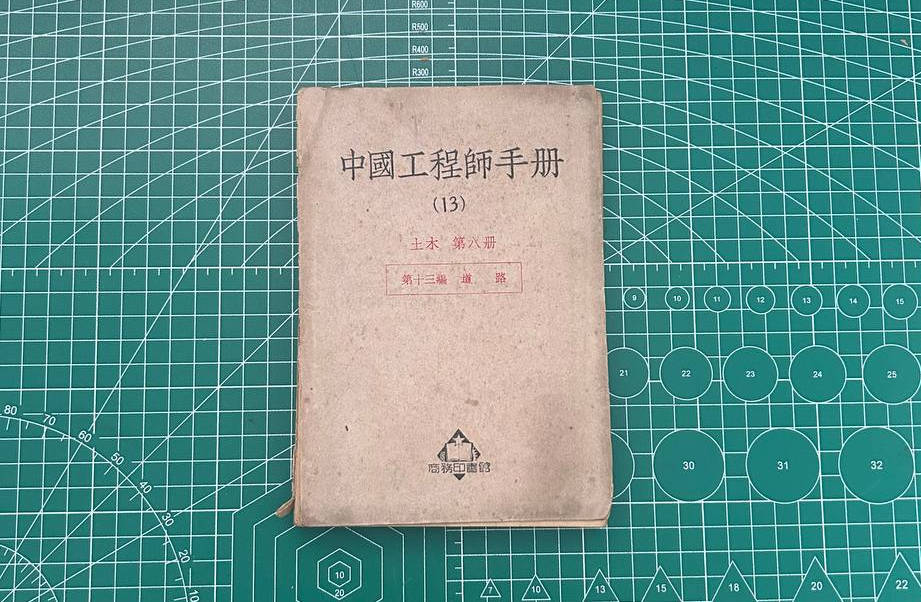 R600
R500
R400
R300
中國工程師手册
(13)
土木 第八册
第十三編 道 路
商務印書館
9 10 11 12 13 14 15
21 22 23 24 25
30 31 32
80 70 60 50 40 30 20 10
10
20
7 10 13 15 18 20 22